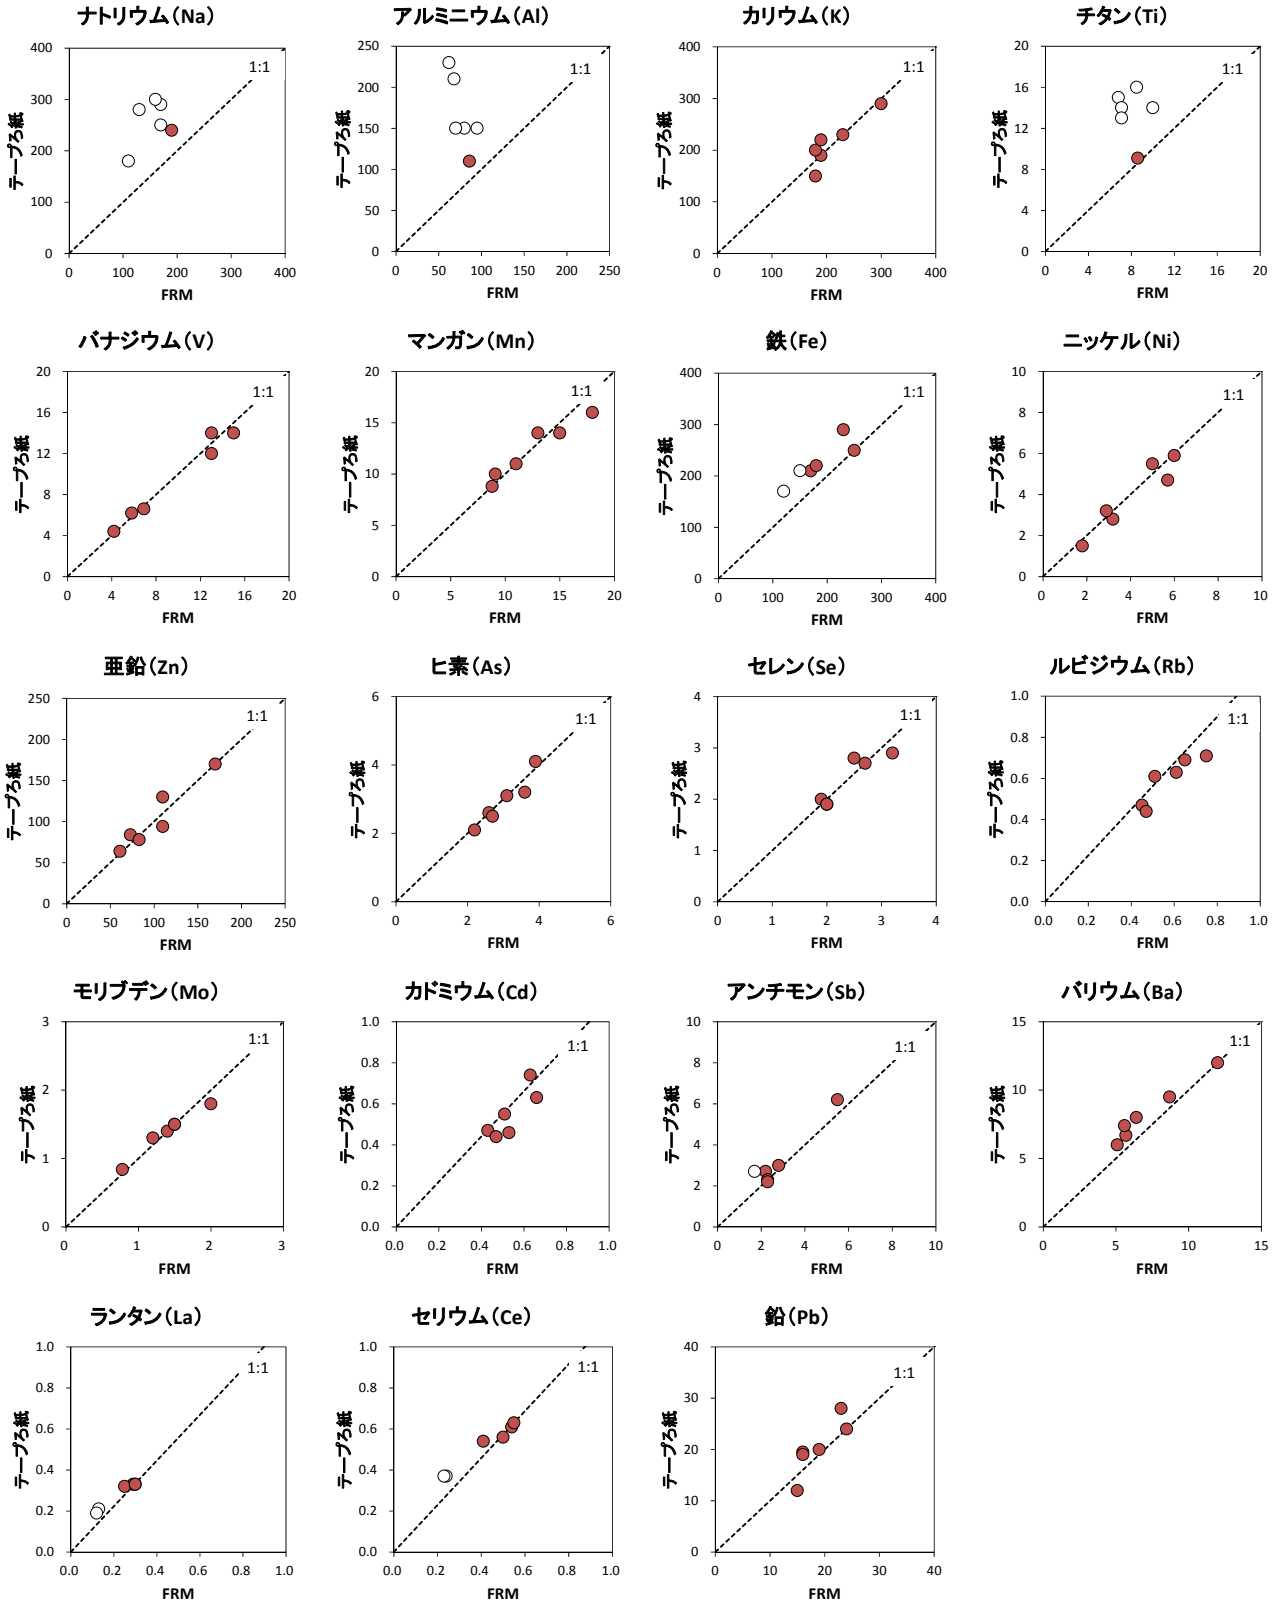 ナトリウム（Na）
400
300
200
100
0
テープろ紙
1:1
0 100 200 300 400
FRM
アルミニウム（Al）
250
200
150
100
50
0
テープろ紙
1:1
0 50 100 150 200 250
FRM
カリウム（K）
400
300
200
100
0
テープろ紙
1:1
0 100 200 300 400
FRM
チタン（Ti）
20
16
12
8
4
0
テープろ紙
1:1
0 4 8 12 16 20
FRM
バナジウム（V）
20
16
12
8
4
0
テープろ紙
1:1
0 4 8 12 16 20
FRM
マンガン（Mn）
20
15
10
5
0
テープろ紙
1:1
0 5 10 15 20
FRM
鉄（Fe）
400
300
200
100
0
テープろ紙
1:1
0 100 200 300 400
FRM
ニッケル（Ni）
10
8
6
4
2
0
テープろ紙
1:1
0 2 4 6 8 10
FRM
亜鉛（Zn）
250
200
150
100
50
0
テープろ紙
1:1
0 50 100 150 200 250
FRM
ヒ素（As）
6
4
2
0
テープろ紙
1:1
0 2 4 6
FRM
セレン（Se）
4
3
2
1
0
テープろ紙
1:1
0 1 2 3 4
FRM
ルビジウム（Rb）
1.0
0.8
0.6
0.4
0.2
0.0
テープろ紙
1:1
0.0 0.2 0.4 0.6 0.8 1.0
FRM
モリブデン（Mo）
3
2
1
0
テープろ紙
1:1
0 1 2 3
FRM
カドミウム（Cd）
1.0
0.8
0.6
0.4
0.2
0.0
テープろ紙
1:1
0.0 0.2 0.4 0.6 0.8 1.0
FRM
アンチモン（Sb）
10
8
6
4
2
0
テープろ紙
1:1
0 2 4 6 8 10
FRM
バリウム（Ba）
15
10
5
0
テープろ紙
1:1
0 5 10 15
FRM
ランタン（La）
1.0
0.8
0.6
0.4
0.2
0.0
テープろ紙
1:1
0.0 0.2 0.4 0.6 0.8 1.0
FRM
セリウム（Ce）
1.0
0.8
0.6
0.4
0.2
0.0
テープろ紙
1:1
0.0 0.2 0.4 0.6 0.8 1.0
FRM
鉛（Pb）
40
30
20
10
0
テープろ紙
1:1
0 10 20 30 40
FRM